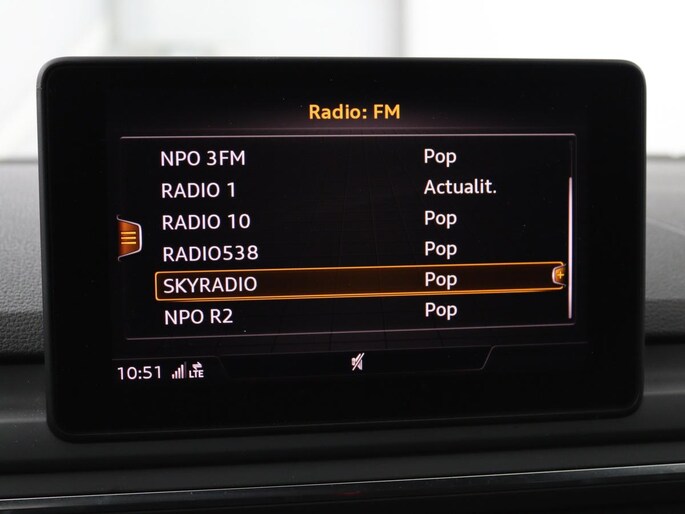 Radio: FM
NPO 3FM Pop
RADIO 1 Actualit.
RADIO 10 Pop
RADIO538 Pop
SKYRADIO Pop
NPO R2 Pop
10:51 LTE